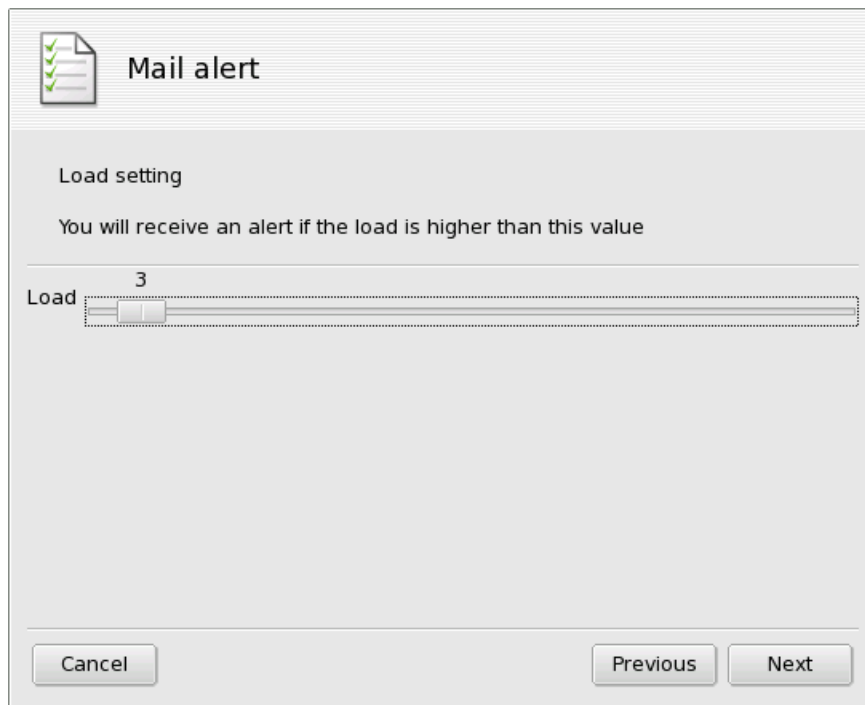 Mail alert
Load setting
You will receive an alert if the load is higher than this value
3
Load
Cancel
Previous
Next